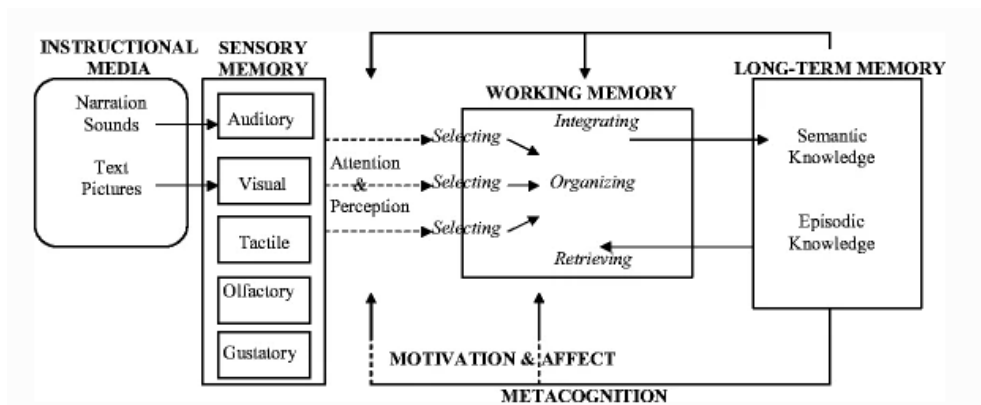 INSTRUCTIONAL
MEDIA
Narration
Sounds
Text
Pictures
SENSORY
MEMORY
Auditory
Visual
Tactile
Olfactory
Gustatory
Attention
&
Perception
Selecting
Selecting
Selecting
WORKING MEMORY
Integrating
Organizing
Retrieving
LONG-TERM MEMORY
Semantic
Knowledge
Episodic
Knowledge
MOTIVATION & AFFECT
METACOGNITION